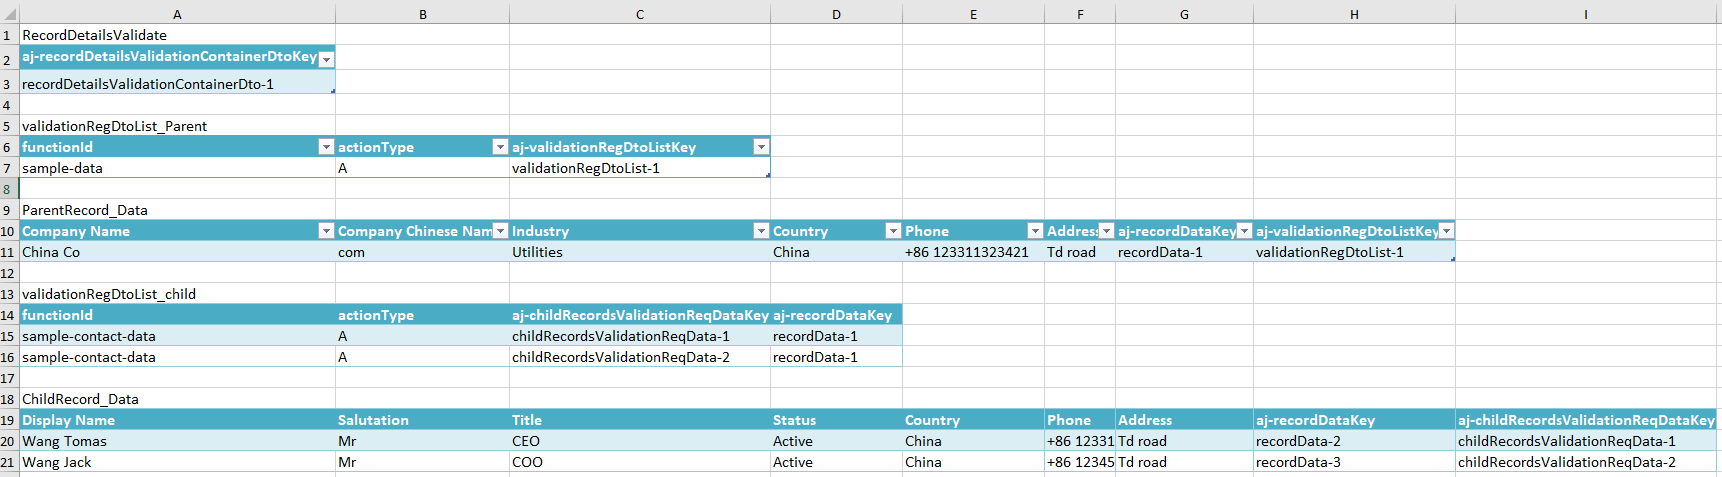 A B C D E F G H I
1 RecordDetailsValidate
2 aj-recordDetailsValidationContainerDtoKey
3 recordDetailsValidationContainerDto-1
4
5 validationRegDtoList_Parent
6 functionId actionType aj-validationRegDtoListKey
7 sample-data A validationRegDtoList-1
8
9 ParentRecord_Data
10 Company Name Company Chinese Nam Industry Country Phone Address aj-recordDataKey aj-validationRegDtoListKey
11 China Co com Utilities China +86 123311323421 Td road recordData-1 validationRegDtoList-1
12
13 validationRegDtoList_child
14 functionId actionType aj-childRecordsValidationReqDataKey aj-recordDataKey
15 sample-contact-data A childRecordsValidationReqData-1 recordData-1
16 sample-contact-data A childRecordsValidationReqData-2 recordData-1
17
18 ChildRecord_Data
19 Display Name Salutation Title Status Country Phone Address aj-recordDataKey aj-childRecordsValidationReqDataKey
20 Wang Tomas Mr CEO Active China +86 12331 Td road recordData-2 childRecordsValidationReqData-1
21 Wang Jack Mr COO Active China +86 12345 Td road recordData-3 childRecordsValidationReqData-2